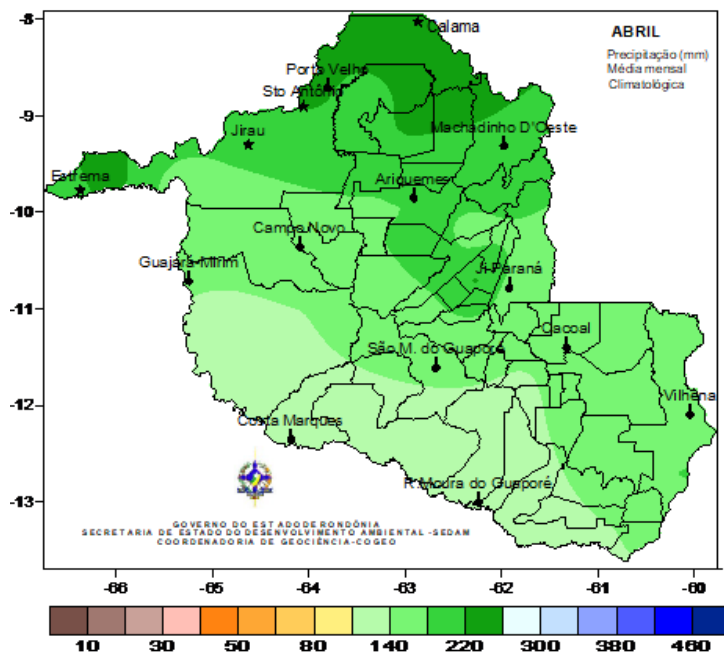 ABRIL
Precipitação (mm)
Média mensal
Climatológica
-8
-9
-10
-11
-12
-13
Calama
Porto Velho
Sto Antônio
Machadinho D'Oeste
Jirau
Estrema
Ariquemes
Campo Novo
Guajará-Mirim
Ji-Paraná
Cacoal
São M. do Guaporé
Vilhena
Costa Marques
R. Moura do Guaporé
GOVERNO DO ESTADO DE RONDÔNIA
SECRETARIA DE ESTADO DO DESENVOLVIMENTO AMBIENTAL -SEDAM
COORDENADORIA DE GEOCIÊNCIA-COGEO
-66 -65 -64 -63 -62 -61 -60
10 30 50 80 140 220 300 380 460